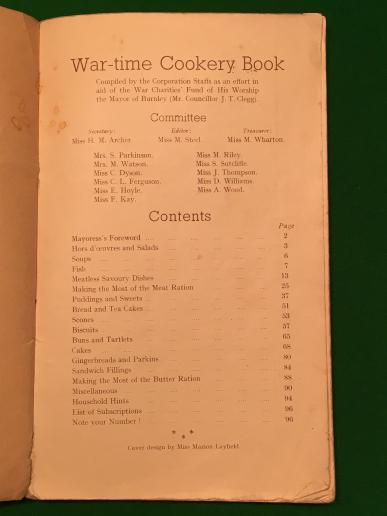 War-time Cookery Book
Compiled by the Corporation Staffs as an effort in
aid of the War Charities' Fund of His Worship
the Mayor of Burnley (Mr. Councillor J. T. Clegg).
Committee
Secretary: Editor: Treasurer:
Miss H. M. Archer. Miss M. Steel. Miss M. Wharton.
Mrs. S. Parkinson. Miss M. Riley.
Mrs. M. Watson. Miss S. Sutcliffe.
Miss C. Dyson. Miss J. Thompson.
Miss C. L. Ferguson. Miss D. Williams.
Miss E. Hoyle. Miss A. Wood.
Miss F. Kay.
Contents
Page
Mayoress's Foreword ... 2
Hors d'œuvres and Salads ... 3
Soups ... 6
Fish ... 7
Meatless Savoury Dishes ... 13
Making the Most of the Meat Ration ... 25
Puddings and Sweets ... 37
Bread and Tea Cakes ... 51
Scones ... 53
Biscuits ... 57
Buns and Tartlets ... 65
Cakes ... 68
Gingerbreads and Parkins ... 80
Sandwich Fillings ... 84
Making the Most of the Butter Ration ... 88
Miscellaneous ... 90
Household Hints ... 94
List of Subscriptions ... 96
Note your Number! ... 96
* * *
Cover design by Miss Marion Layfield.